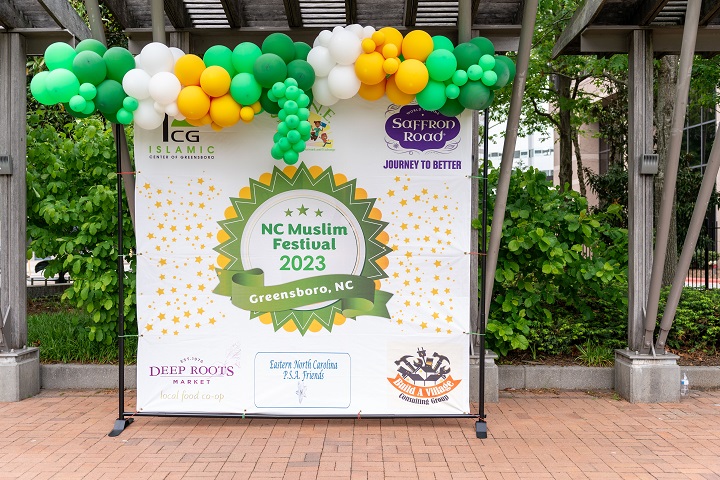 CG
ISLAMIC
CENTER OF GREENSBORO
SAFFRON
ROAD
JOURNEY TO BETTER
NC Muslim
Festival
2023
Greensboro, NC
EST. 1976
DEEP ROOTS
MARKET
local food co-op
Eastern North Carolina
P.S.A. Friends
Build A Village
Consulting Group